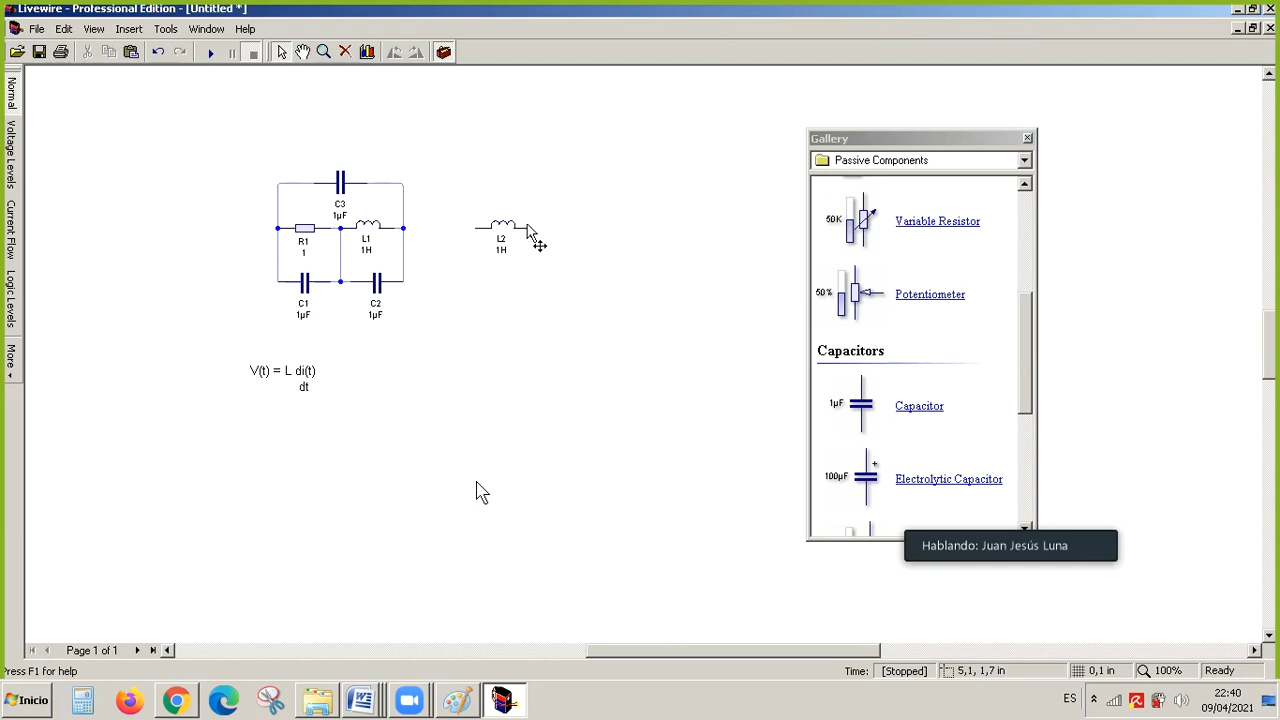 Livewire - Professional Edition - [Untitled *]
File Edit View Insert Tools Window Help
Normal
Voltage Levels
Current Flow
Logic Levels
More
C3
1µF
R1
1
L1
1H
C1
1µF
C2
1µF
L2
1H
V(t) = L di(t)
dt
Gallery
Passive Components
50K Variable Resistor
50% Potentiometer
Capacitors
1µF Capacitor
100µF + Electrolytic Capacitor
Hablando: Juan Jesús Luna
Page 1 of 1
Press F1 for help
Time: [Stopped] 5,1, 1,7 in 0,1 in 100% Ready
Inicio
ES
22:40
09/04/2021